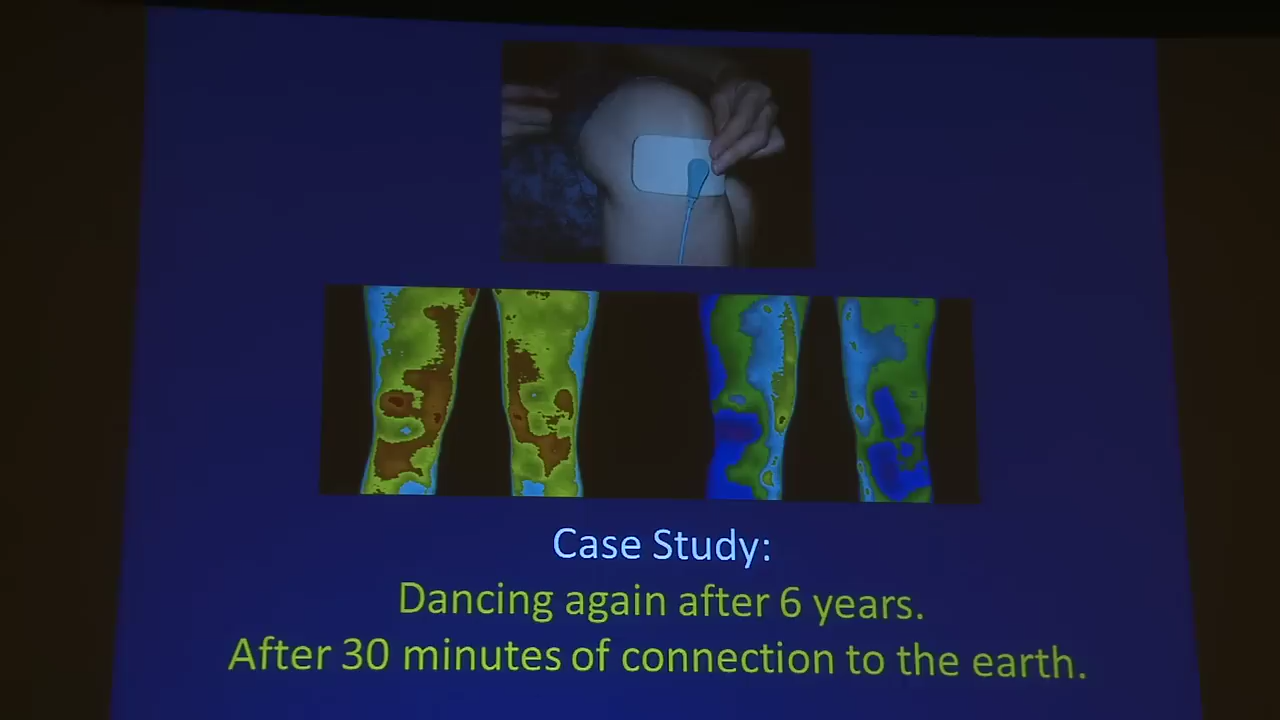 Case Study:
Dancing again after 6 years.
After 30 minutes of connection to the earth.